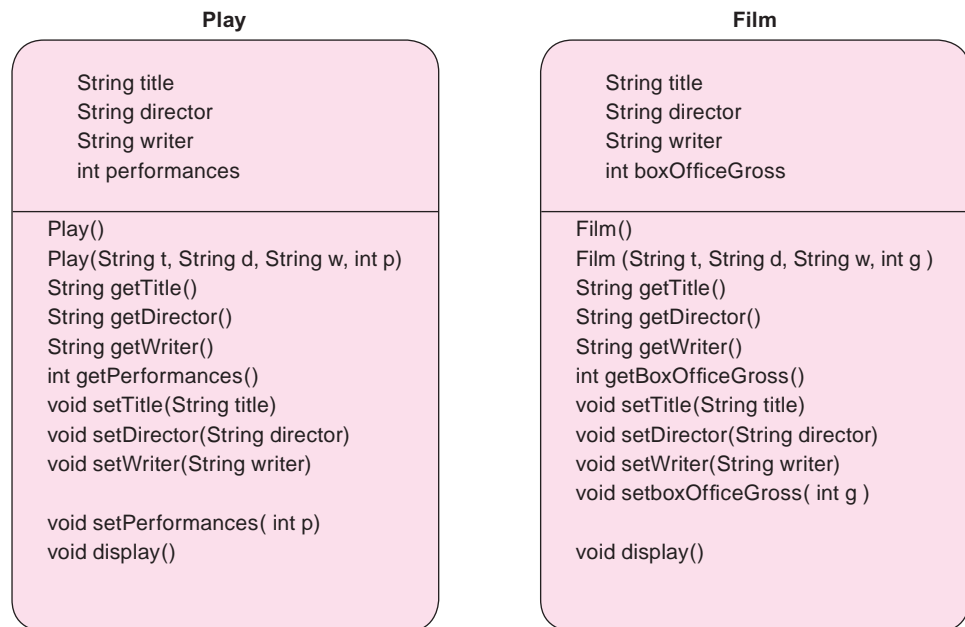 Play
String title
String director
String writer
int performances
Play()
Play(String t, String d, String w, int p)
String getTitle()
String getDirector()
String getWriter()
int getPerformances()
void setTitle(String title)
void setDirector(String director)
void setWriter(String writer)
void setPerformances( int p)
void display()
Film
String title
String director
String writer
int boxOfficeGross
Film()
Film (String t, String d, String w, int g )
String getTitle()
String getDirector()
String getWriter()
int getBoxOfficeGross()
void setTitle(String title)
void setDirector(String director)
void setWriter(String writer)
void setboxOfficeGross( int g )
void display()